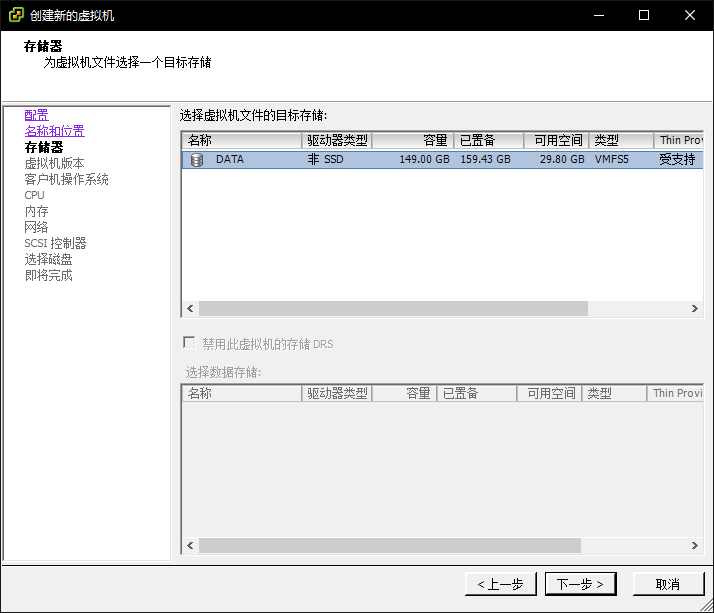 创建新的虚拟机
存储器
为虚拟机文件选择一个目标存储
配置
名称和位置
存储器
虚拟机版本
客户机操作系统
CPU
内存
网络
SCSI 控制器
选择磁盘
即将完成
选择虚拟机文件的目标存储:
名称 驱动器类型 容量 已置备 可用空间 类型 Thin Prov
DATA 非 SSD 149.00 GB 159.43 GB 29.80 GB VMFS5 受支持
禁用此虚拟机的存储 DRS
选择数据存储:
名称 驱动器类型 容量 已置备 可用空间 类型 Thin Provi
< 上一步 下一步 > 取消